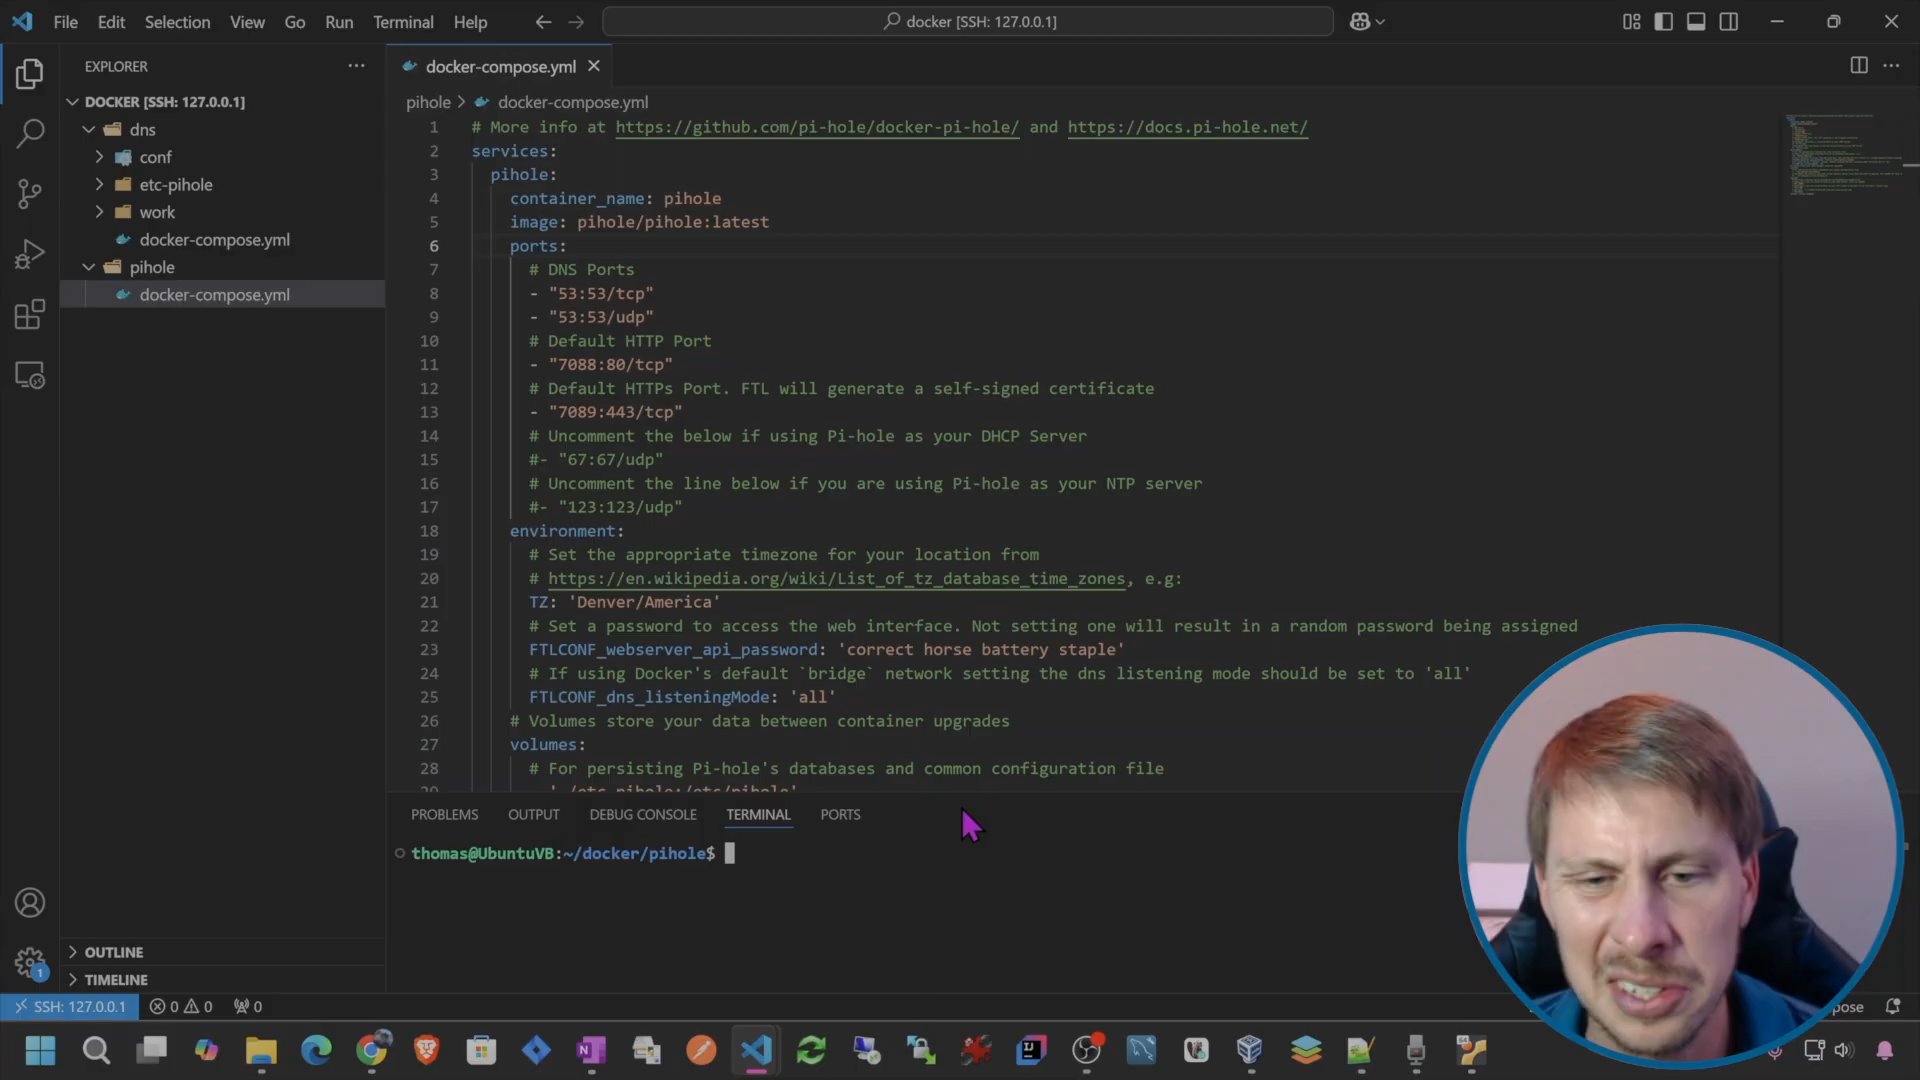 File Edit Selection View Go Run Terminal Help
docker [SSH: 127.0.0.1]
EXPLORER
DOCKER [SSH: 127.0.0.1]
dns
conf
etc-pihole
work
docker-compose.yml
pihole
docker-compose.yml
OUTLINE
TIMELINE
docker-compose.yml
pihole > docker-compose.yml
1 # More info at https://github.com/pi-hole/docker-pi-hole/ and https://docs.pi-hole.net/
2 services:
3 pihole:
4 container_name: pihole
5 image: pihole/pihole:latest
6 ports:
7 # DNS Ports
8 - "53:53/tcp"
9 - "53:53/udp"
10 # Default HTTP Port
11 - "7088:80/tcp"
12 # Default HTTPs Port. FTL will generate a self-signed certificate
13 - "7089:443/tcp"
14 # Uncomment the below if using Pi-hole as your DHCP Server
15 #- "67:67/udp"
16 # Uncomment the line below if you are using Pi-hole as your NTP server
17 #- "123:123/udp"
18 environment:
19 # Set the appropriate timezone for your location from
20 # https://en.wikipedia.org/wiki/List_of_tz_database_time_zones, e.g:
21 TZ: 'Denver/America'
22 # Set a password to access the web interface. Not setting one will result in a random password being assigned
23 FTLCONF_webserver_api_password: 'correct horse battery staple'
24 # If using Docker's default `bridge` network setting the dns listening mode should be set to 'all'
25 FTLCONF_dns_listeningMode: 'all'
26 # Volumes store your data between container upgrades
27 volumes:
28 # For persisting Pi-hole's databases and common configuration file
PROBLEMS OUTPUT DEBUG CONSOLE TERMINAL PORTS
thomas@UbuntuVB:~/docker/pihole$
SSH: 127.0.0.1 0 0 0
1